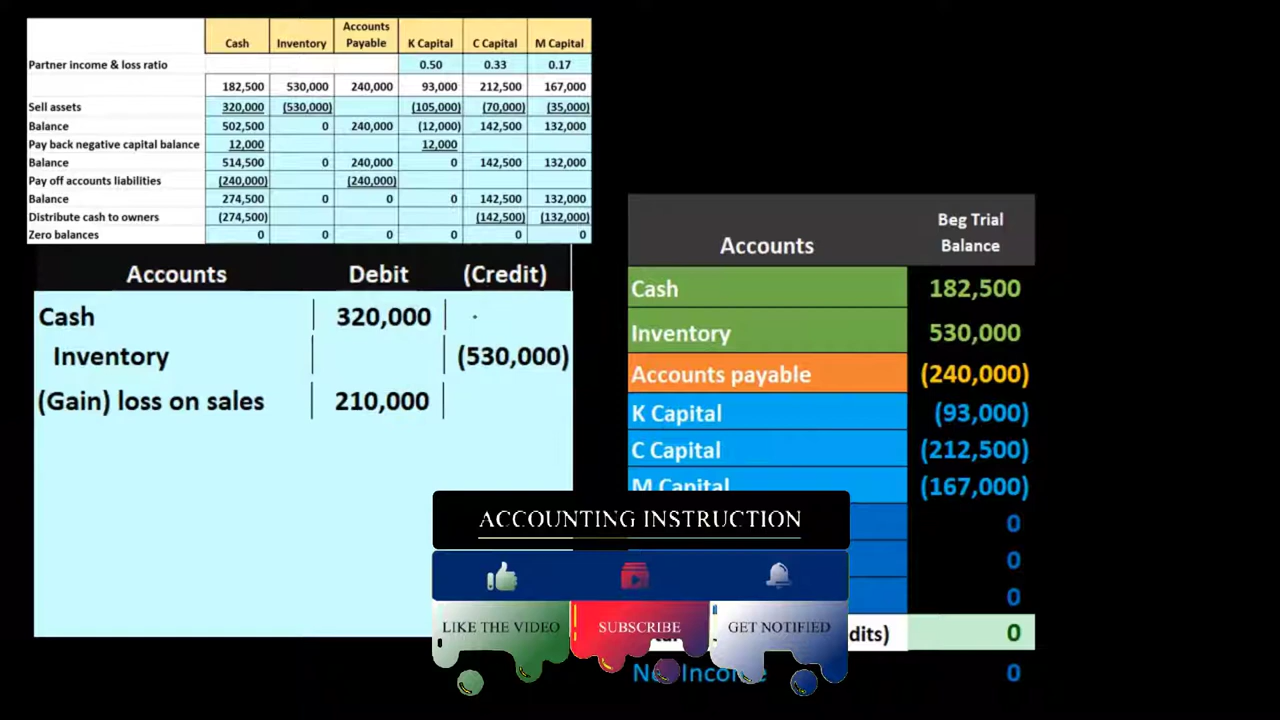 Cash Inventory Accounts Payable K Capital C Capital M Capital
Partner income & loss ratio 0.50 0.33 0.17
182,500 530,000 240,000 93,000 212,500 167,000
Sell assets 320,000 (530,000) (105,000) (70,000) (35,000)
Balance 502,500 0 240,000 (12,000) 142,500 132,000
Pay back negative capital balance 12,000 12,000
Balance 514,500 0 240,000 0 142,500 132,000
Pay off accounts liabilities (240,000) (240,000)
Balance 274,500 0 0 0 142,500 132,000
Distribute cash to owners (274,500) (142,500) (132,000)
Zero balances 0 0 0 0 0 0
Accounts Debit (Credit)
Cash 320,000
Inventory (530,000)
(Gain) loss on sales 210,000
Accounts Beg Trial Balance
Cash 182,500
Inventory 530,000
Accounts payable (240,000)
K Capital (93,000)
C Capital (212,500)
M Capital (167,000)
0
0
0
0
0
ACCOUNTING INSTRUCTION
LIKE THE VIDEO SUBSCRIBE GET NOTIFIED